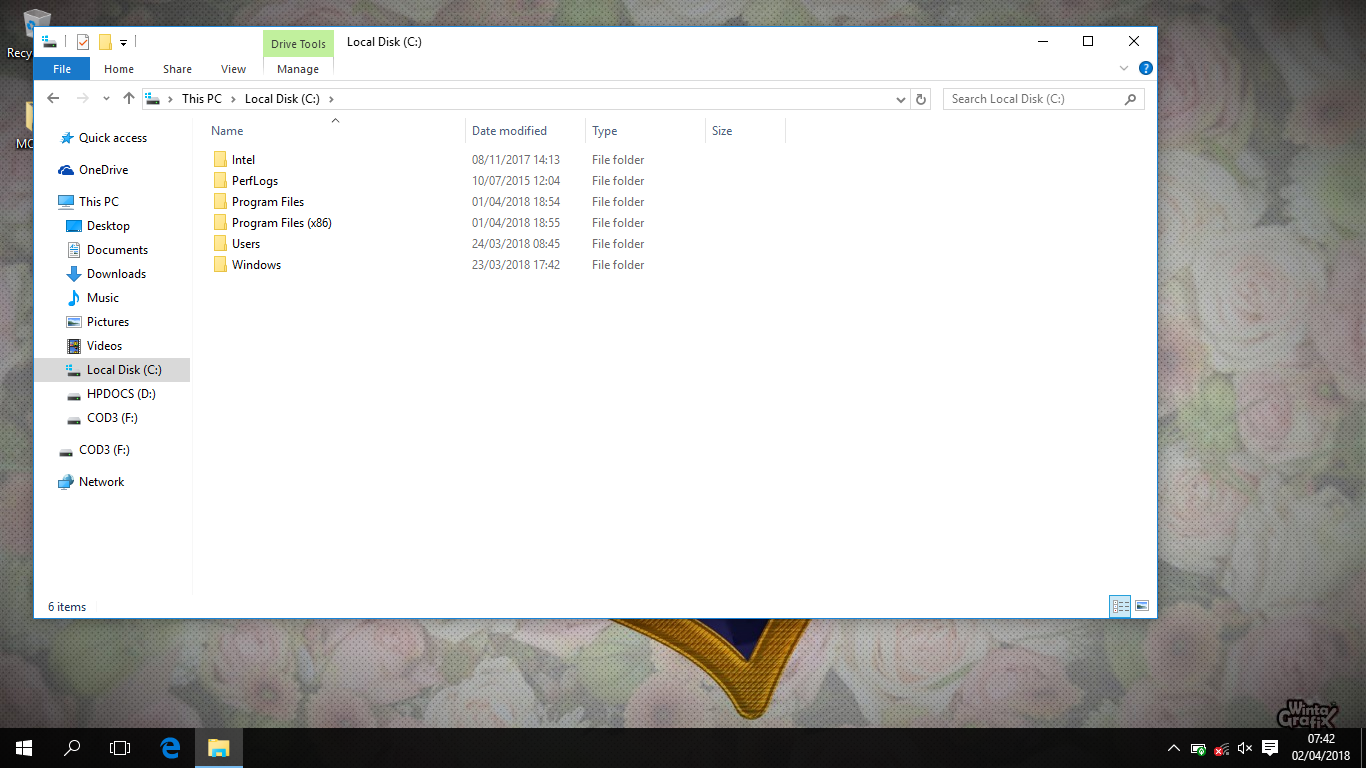 Recy
Local Disk (C:)
Drive Tools
File Home Share View Manage
This PC Local Disk (C:)
Search Local Disk (C:)
Name Date modified Type Size
Quick access
OneDrive
This PC
Desktop
Documents
Downloads
Music
Pictures
Videos
Local Disk (C:)
HPDOCS (D:)
COD3 (F:)
COD3 (F:)
Network
Intel 08/11/2017 14:13 File folder
PerfLogs 10/07/2015 12:04 File folder
Program Files 01/04/2018 18:54 File folder
Program Files (x86) 01/04/2018 18:55 File folder
Users 24/03/2018 08:45 File folder
Windows 23/03/2018 17:42 File folder
6 items
Winta
Grafix
07:42
02/04/2018